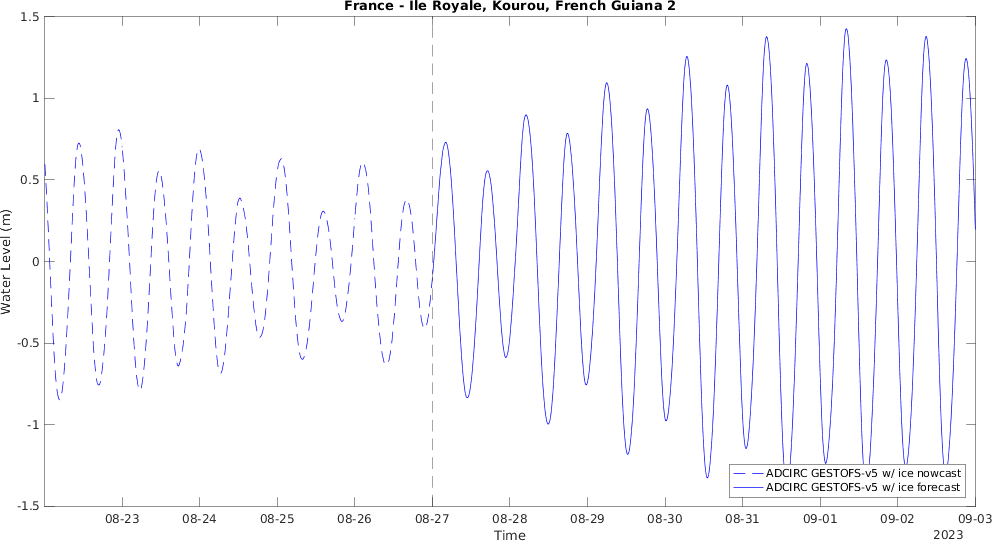 France - Ile Royale, Kourou, French Guiana 2
Water Level (m)
1.5
1
0.5
0
-0.5
-1
-1.5
ADCIRC GESTOFS-v5 w/ ice nowcast
ADCIRC GESTOFS-v5 w/ ice forecast
08-23 08-24 08-25 08-26 08-27 08-28 08-29 08-30 08-31 09-01 09-02 09-03
Time
2023